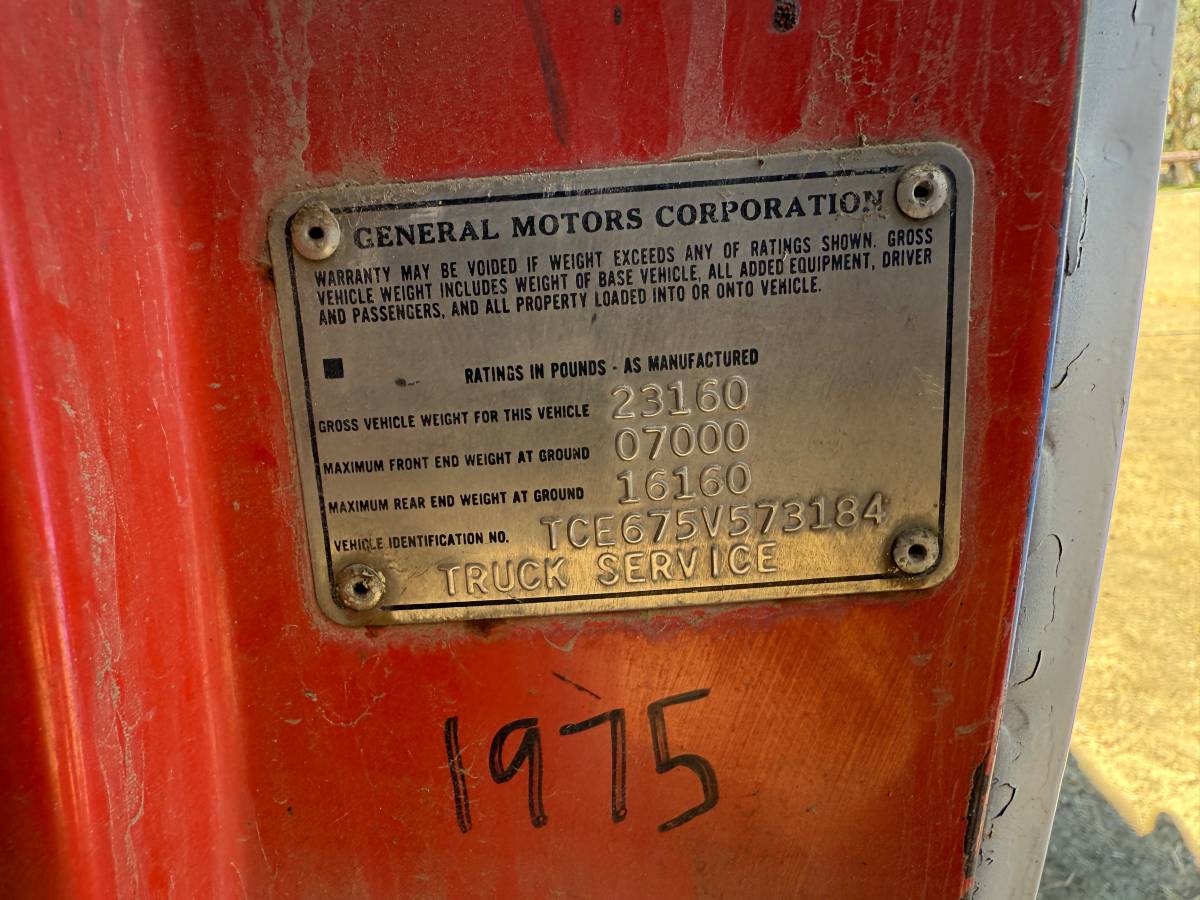 GENERAL MOTORS CORPORATION
WARRANTY MAY BE VOIDED IF WEIGHT EXCEEDS ANY OF RATINGS SHOWN. GROSS
VEHICLE WEIGHT INCLUDES WEIGHT OF BASE VEHICLE, ALL ADDED EQUIPMENT, DRIVER
AND PASSENGERS, AND ALL PROPERTY LOADED INTO OR ONTO VEHICLE.
RATINGS IN POUNDS - AS MANUFACTURED
GROSS VEHICLE WEIGHT FOR THIS VEHICLE 23160
MAXIMUM FRONT END WEIGHT AT GROUND 07000
MAXIMUM REAR END WEIGHT AT GROUND 16160
VEHICLE IDENTIFICATION NO. TCE675V573184
TRUCK SERVICE
1975